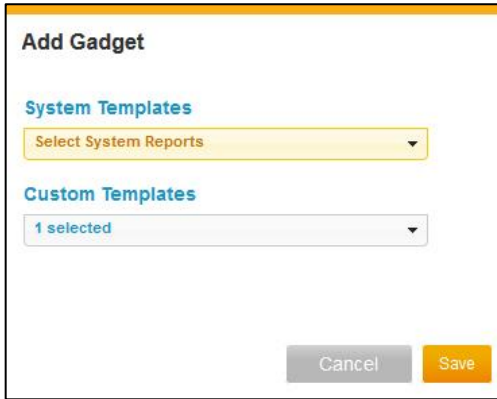 Add Gadget
System Templates
Select System Reports
Custom Templates
1 selected
Cancel
Save